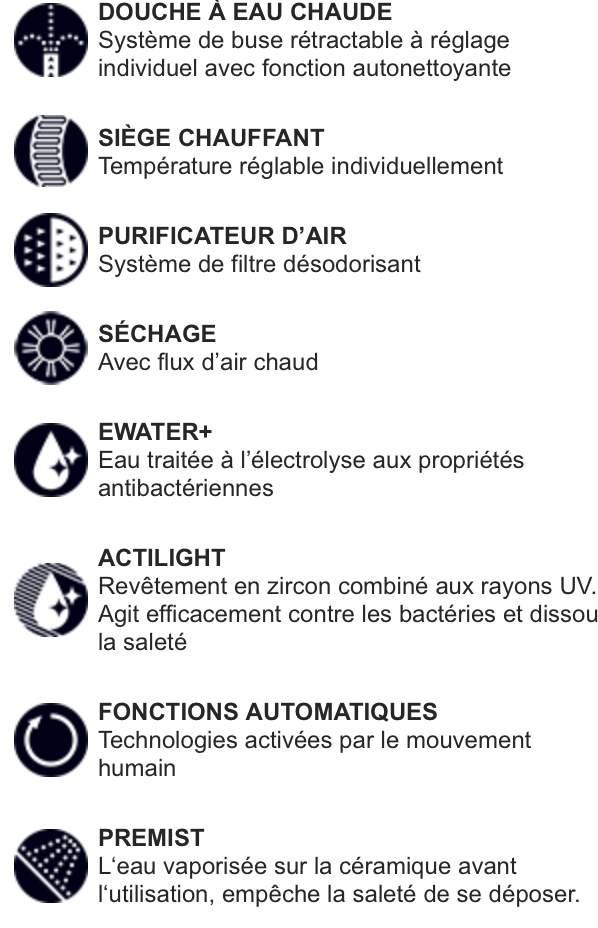 DOUCHE À EAU CHAUDE
Système de buse rétractable à réglage
individuel avec fonction autonettoyante
SIÈGE CHAUFFANT
Température réglable individuellement
PURIFICATEUR D’AIR
Système de filtre désodorisant
SÉCHAGE
Avec flux d’air chaud
EWATER+
Eau traitée à l’électrolyse aux propriétés
antibactériennes
ACTILIGHT
Revêtement en zircon combiné aux rayons UV.
Agit efficacement contre les bactéries et dissou
la saleté
FONCTIONS AUTOMATIQUES
Technologies activées par le mouvement
humain
PREMIST
L‘eau vaporisée sur la céramique avant
l‘utilisation, empêche la saleté de se déposer.